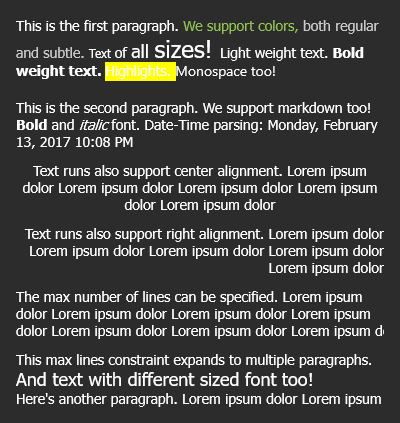 This is the first paragraph. We support colors, both regular
and subtle. Text of all sizes! Light weight text. Bold
weight text. Highlights. Monospace too!
This is the second paragraph. We support markdown too!
Bold and italic font. Date-Time parsing: Monday, February
13, 2017 10:08 PM
Text runs also support center alignment. Lorem ipsum
dolor Lorem ipsum dolor Lorem ipsum dolor Lorem ipsum
dolor Lorem ipsum dolor
Text runs also support right alignment. Lorem ipsum dolor
Lorem ipsum dolor Lorem ipsum dolor Lorem ipsum dolor
Lorem ipsum dolor
The max number of lines can be specified. Lorem ipsum
dolor Lorem ipsum dolor Lorem ipsum dolor Lorem ipsum
dolor Lorem ipsum dolor Lorem ipsum dolor Lorem ipsum d
This max lines constraint expands to multiple paragraphs.
And text with different sized font too!
Here's another paragraph. Lorem ipsum dolor Lorem ipsum